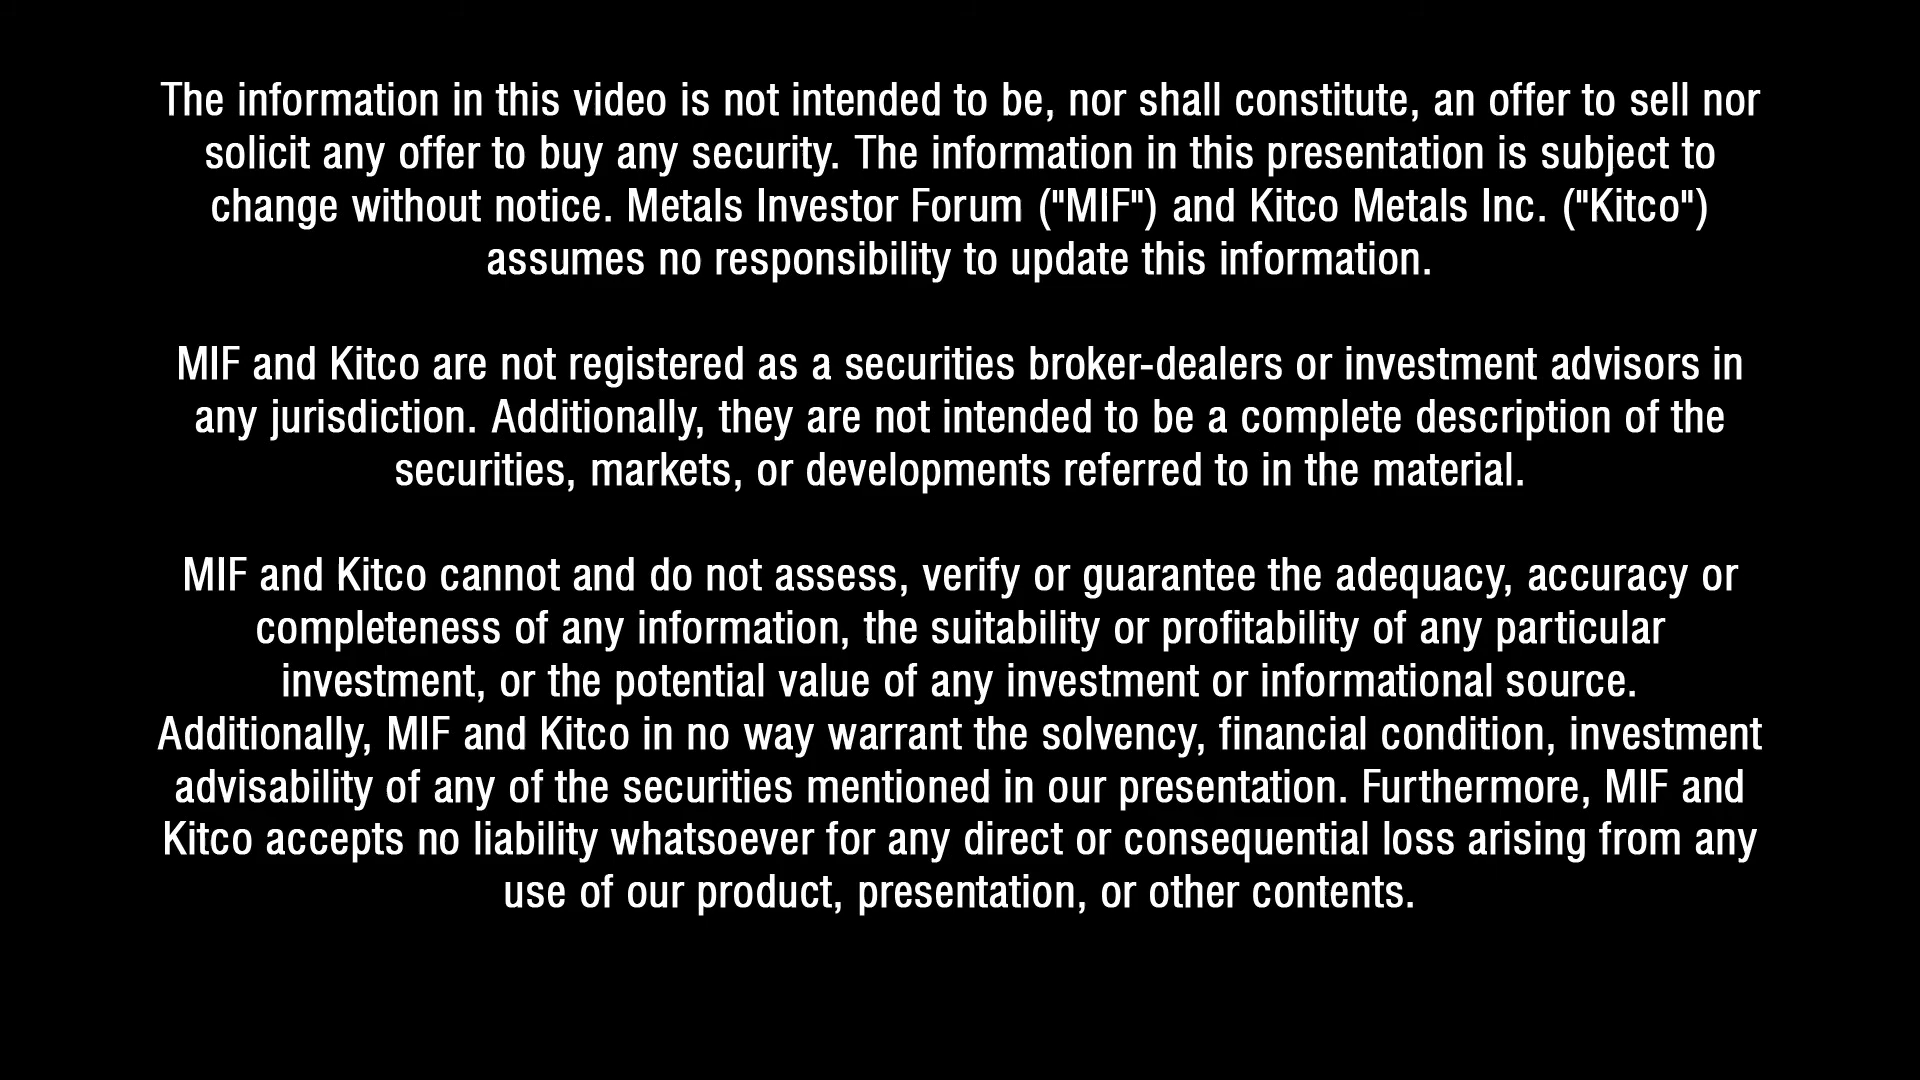 The information in this video is not intended to be, nor shall constitute, an offer to sell nor
solicit any offer to buy any security. The information in this presentation is subject to
change without notice. Metals Investor Forum ("MIF") and Kitco Metals Inc. ("Kitco")
assumes no responsibility to update this information.
MIF and Kitco are not registered as a securities broker-dealers or investment advisors in
any jurisdiction. Additionally, they are not intended to be a complete description of the
securities, markets, or developments referred to in the material.
MIF and Kitco cannot and do not assess, verify or guarantee the adequacy, accuracy or
completeness of any information, the suitability or profitability of any particular
investment, or the potential value of any investment or informational source.
Additionally, MIF and Kitco in no way warrant the solvency, financial condition, investment
advisability of any of the securities mentioned in our presentation. Furthermore, MIF and
Kitco accepts no liability whatsoever for any direct or consequential loss arising from any
use of our product, presentation, or other contents.